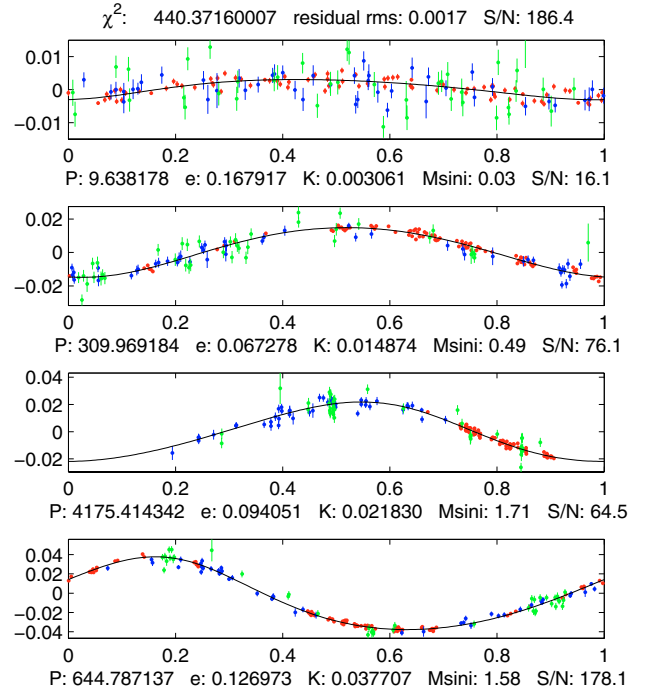 χ²: 440.37160007 residual rms: 0.0017 S/N: 186.4
0.01
0
−0.01
0 0.2 0.4 0.6 0.8 1
P: 9.638178 e: 0.167917 K: 0.003061 Msini: 0.03 S/N: 16.1
0.02
0
−0.02
0 0.2 0.4 0.6 0.8 1
P: 309.969184 e: 0.067278 K: 0.014874 Msini: 0.49 S/N: 76.1
0.04
0.02
0
−0.02
0 0.2 0.4 0.6 0.8 1
P: 4175.414342 e: 0.094051 K: 0.021830 Msini: 1.71 S/N: 64.5
0.04
0.02
0
−0.02
−0.04
0 0.2 0.4 0.6 0.8 1
P: 644.787137 e: 0.126973 K: 0.037707 Msini: 1.58 S/N: 178.1